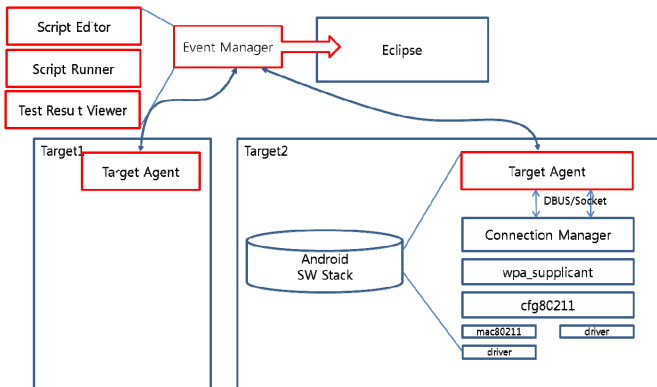 Script Editor
Event Manager
Eclipse
Script Runner
Test Result Viewer
Target1
Target Agent
Target2
Target Agent
DBUS/Socket
Connection Manager
Android
SW Stack
wpa_supplicant
cfg80211
mac80211
driver
driver